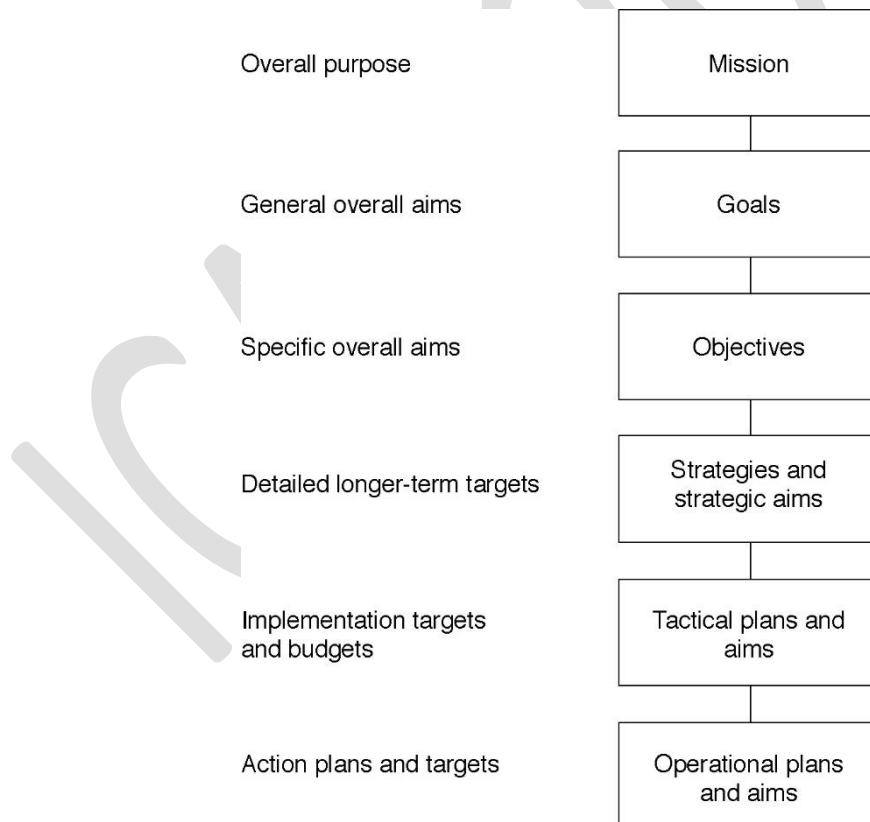 Overall purpose
Mission
General overall aims
Goals
Specific overall aims
Objectives
Detailed longer-term targets
Strategies and
strategic aims
Implementation targets
and budgets
Tactical plans and
aims
Action plans and targets
Operational plans
and aims